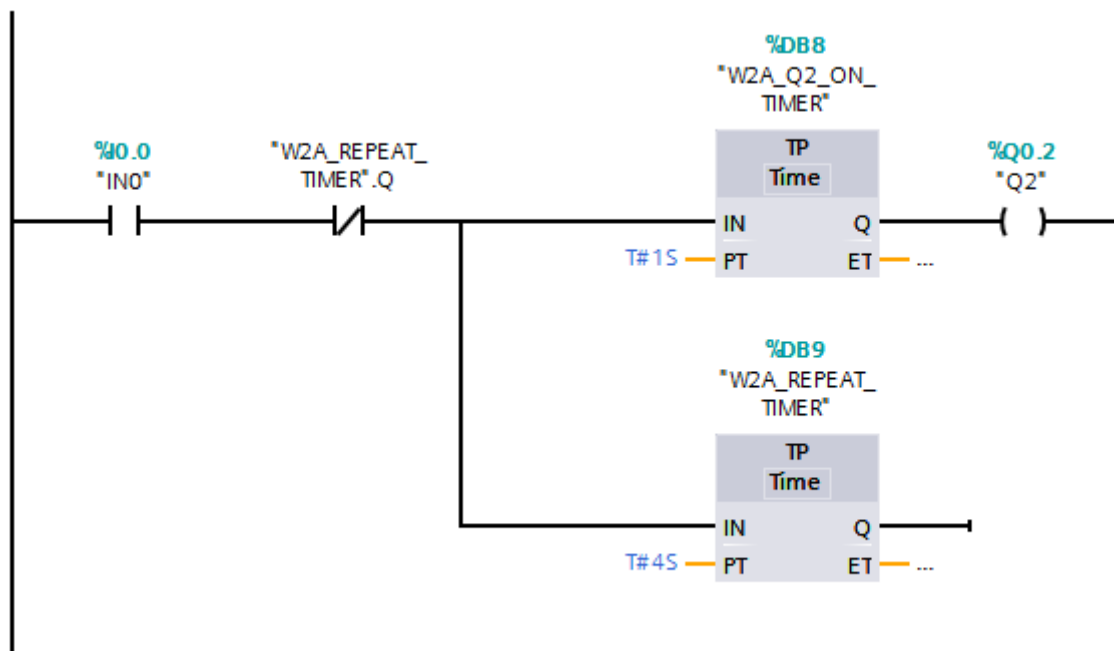 %DB8
"W2A_Q2_ON_
TIMER"
%I0.0
"IN0"
"W2A_REPEAT_
TIMER".Q
TP
Time
%Q0.2
"Q2"
IN Q
T#1S PT ET ...
%DB9
"W2A_REPEAT_
TIMER"
TP
Time
IN Q
T#4S PT ET ...